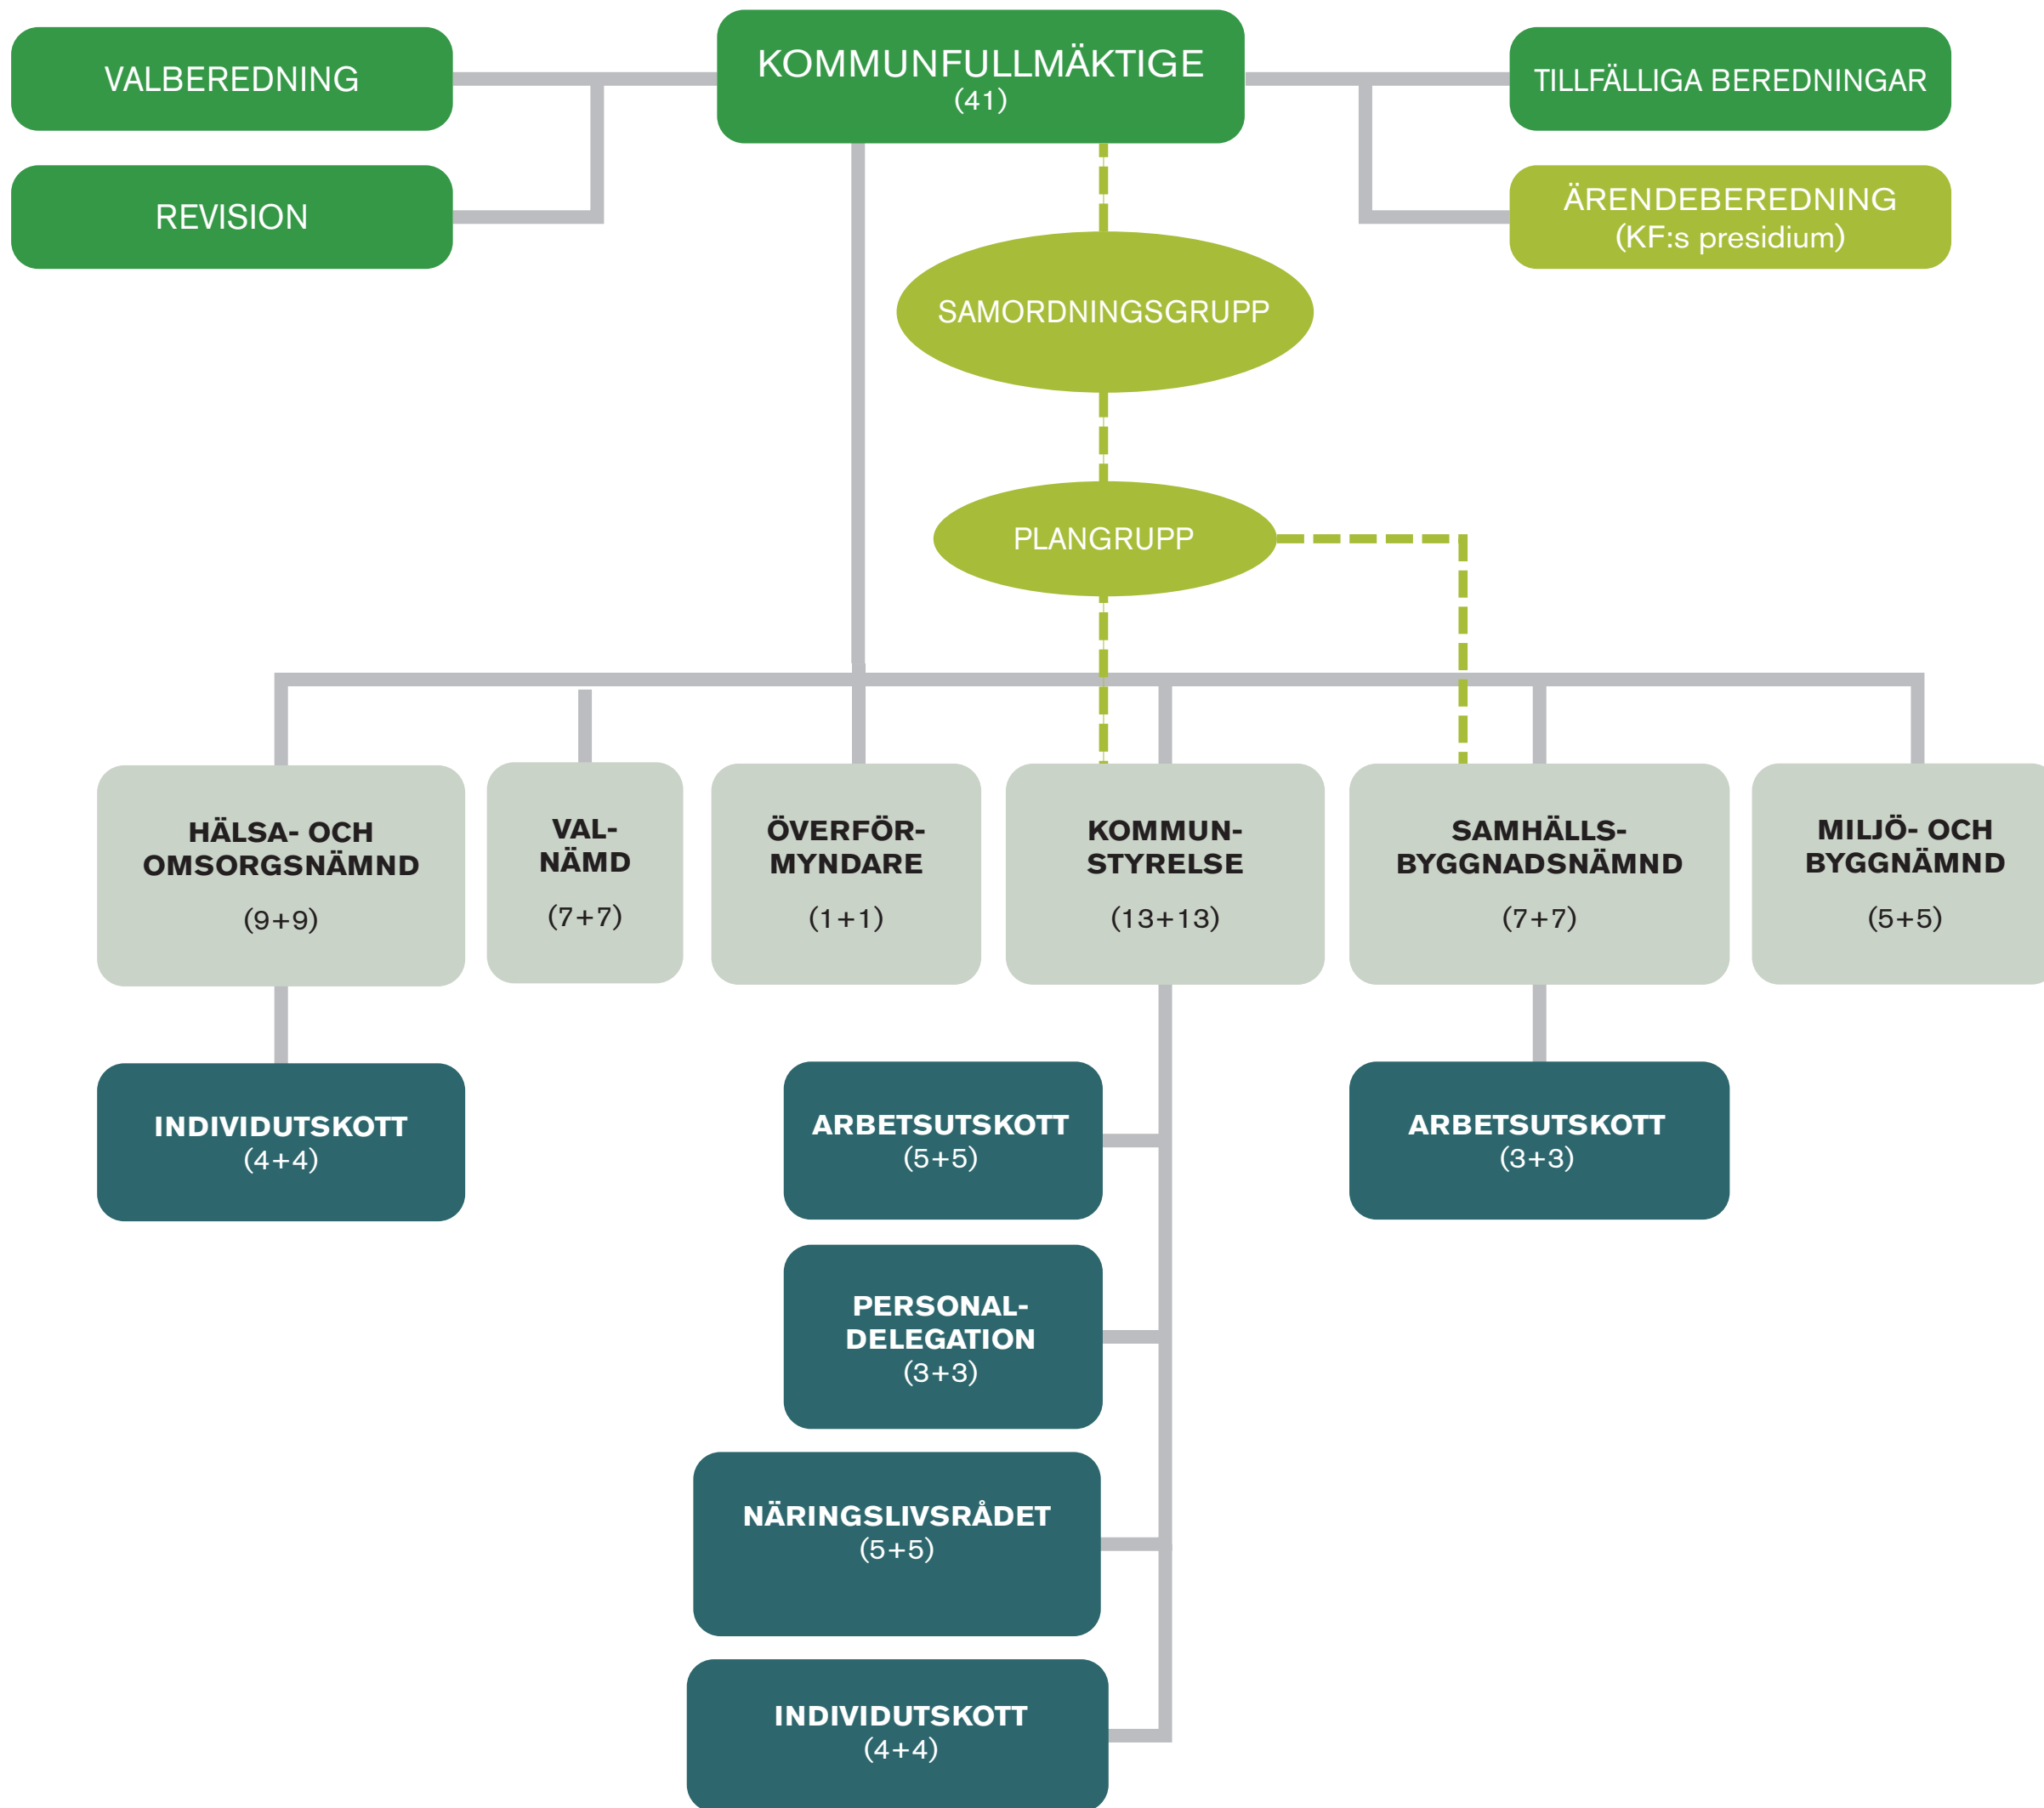 VALBEREDNING
KOMMUNFULLMÄKTIGE
(41)
TILLFÄLLIGA BEREDNINGAR
REVISION
ÄRENDEBEREDNING
(KF:s presidium)
SAMORDNINGSGRUPP
PLANGRUPP
HÄLSA- OCH
OMSORGSNÄMND
(9+9)
VAL-
NÄMD
(7+7)
ÖVERFÖR-
MYNDARE
(1+1)
KOMMUN-
STYRELSE
(13+13)
SAMHÄLLS-
BYGGNADSNÄMND
(7+7)
MILJÖ- OCH
BYGGNÄMND
(5+5)
INDIVIDUTSKOTT
(4+4)
ARBETSUTSKOTT
(5+5)
ARBETSUTSKOTT
(3+3)
PERSONAL-
DELEGATION
(3+3)
NÄRINGSLIVSRÅDET
(5+5)
INDIVIDUTSKOTT
(4+4)